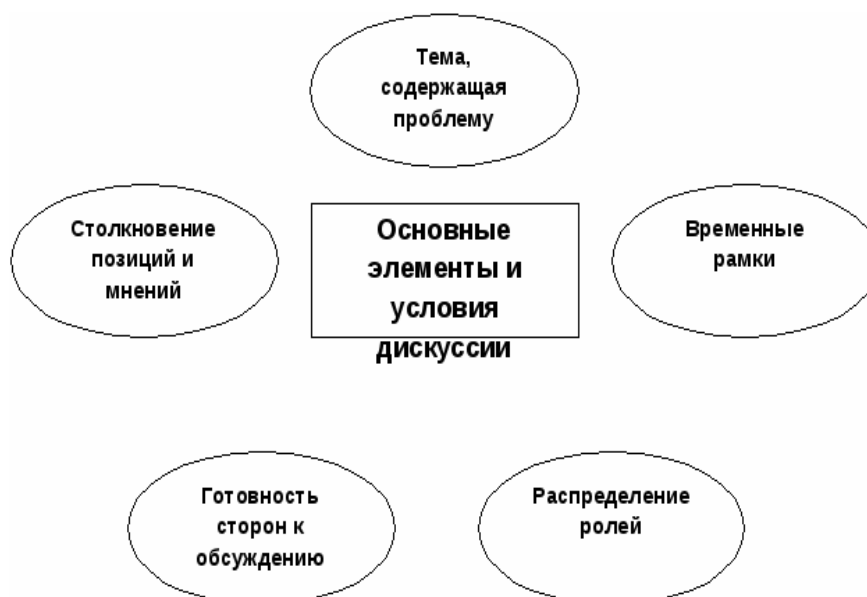 Тема,
содержащая
проблему
Столкновение
позиций и
мнений
Основные
элементы и
условия
дискуссии
Временные
рамки
Готовность
сторон к
обсуждению
Распределение
ролей